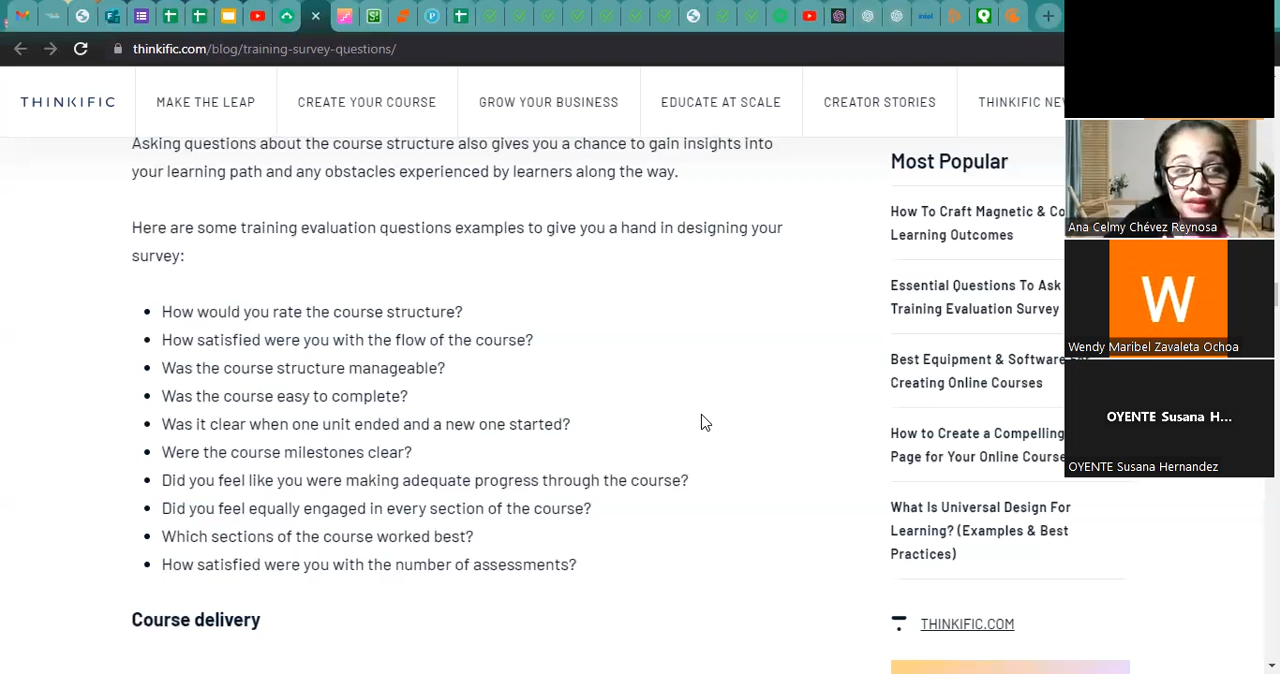 thinkific.com/blog/training-survey-questions/
THINKIFIC
MAKE THE LEAP
CREATE YOUR COURSE
GROW YOUR BUSINESS
EDUCATE AT SCALE
CREATOR STORIES
THINKIFIC NE
Asking questions about the course structure also gives you a chance to gain insights into
your learning path and any obstacles experienced by learners along the way.
Here are some training evaluation questions examples to give you a hand in designing your
survey:
• How would you rate the course structure?
• How satisfied were you with the flow of the course?
• Was the course structure manageable?
• Was the course easy to complete?
• Was it clear when one unit ended and a new one started?
• Were the course milestones clear?
• Did you feel like you were making adequate progress through the course?
• Did you feel equally engaged in every section of the course?
• Which sections of the course worked best?
• How satisfied were you with the number of assessments?
Course delivery
Most Popular
How To Craft Magnetic & Co
Learning Outcomes
Essential Questions To Ask
Training Evaluation Survey
Best Equipment & Software
Creating Online Courses
How to Create a Compelling
Page for Your Online Course
What Is Universal Design For
Learning? (Examples & Best
Practices)
THINKIFIC.COM
Ana Celmy Chévez Reynosa
W
Wendy Maribel Zavaleta Ochoa
OYENTE Susana H...
OYENTE Susana Hernandez